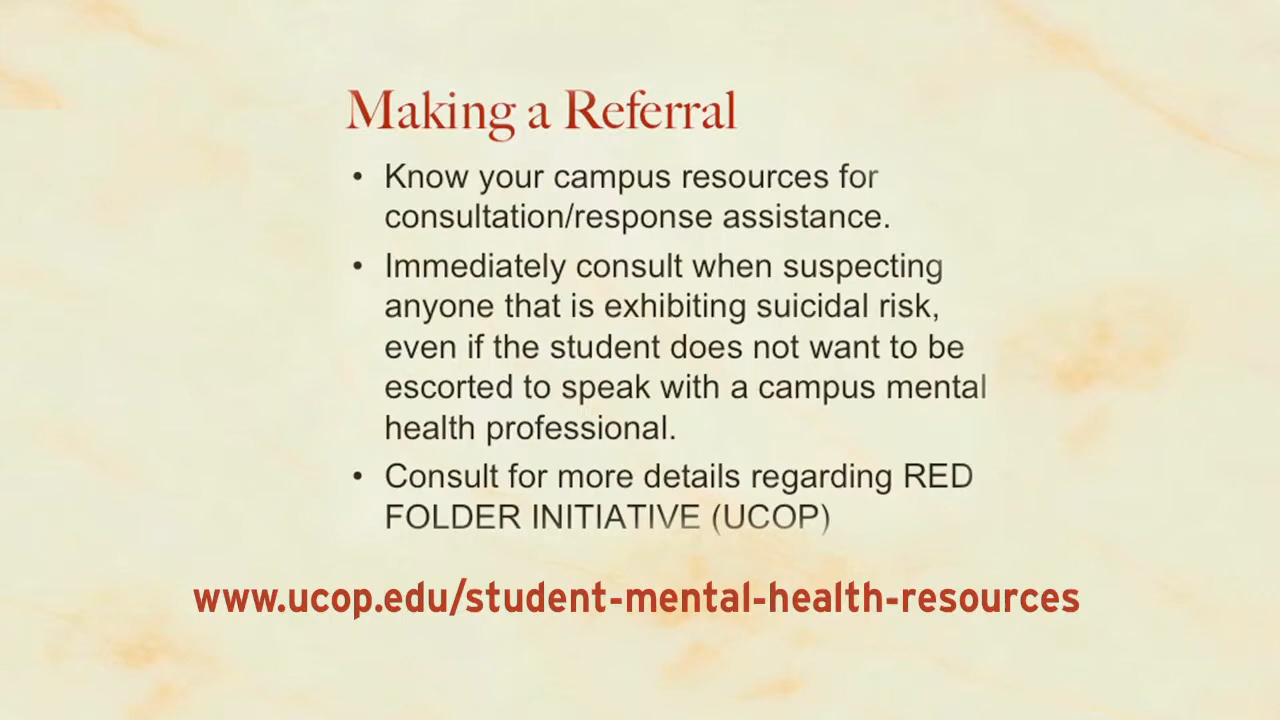 Making a Referral
• Know your campus resources for
consultation/response assistance.
• Immediately consult when suspecting
anyone that is exhibiting suicidal risk,
even if the student does not want to be
escorted to speak with a campus mental
health professional.
• Consult for more details regarding RED
FOLDER INITIATIVE (UCOP)
www.ucop.edu/student-mental-health-resources